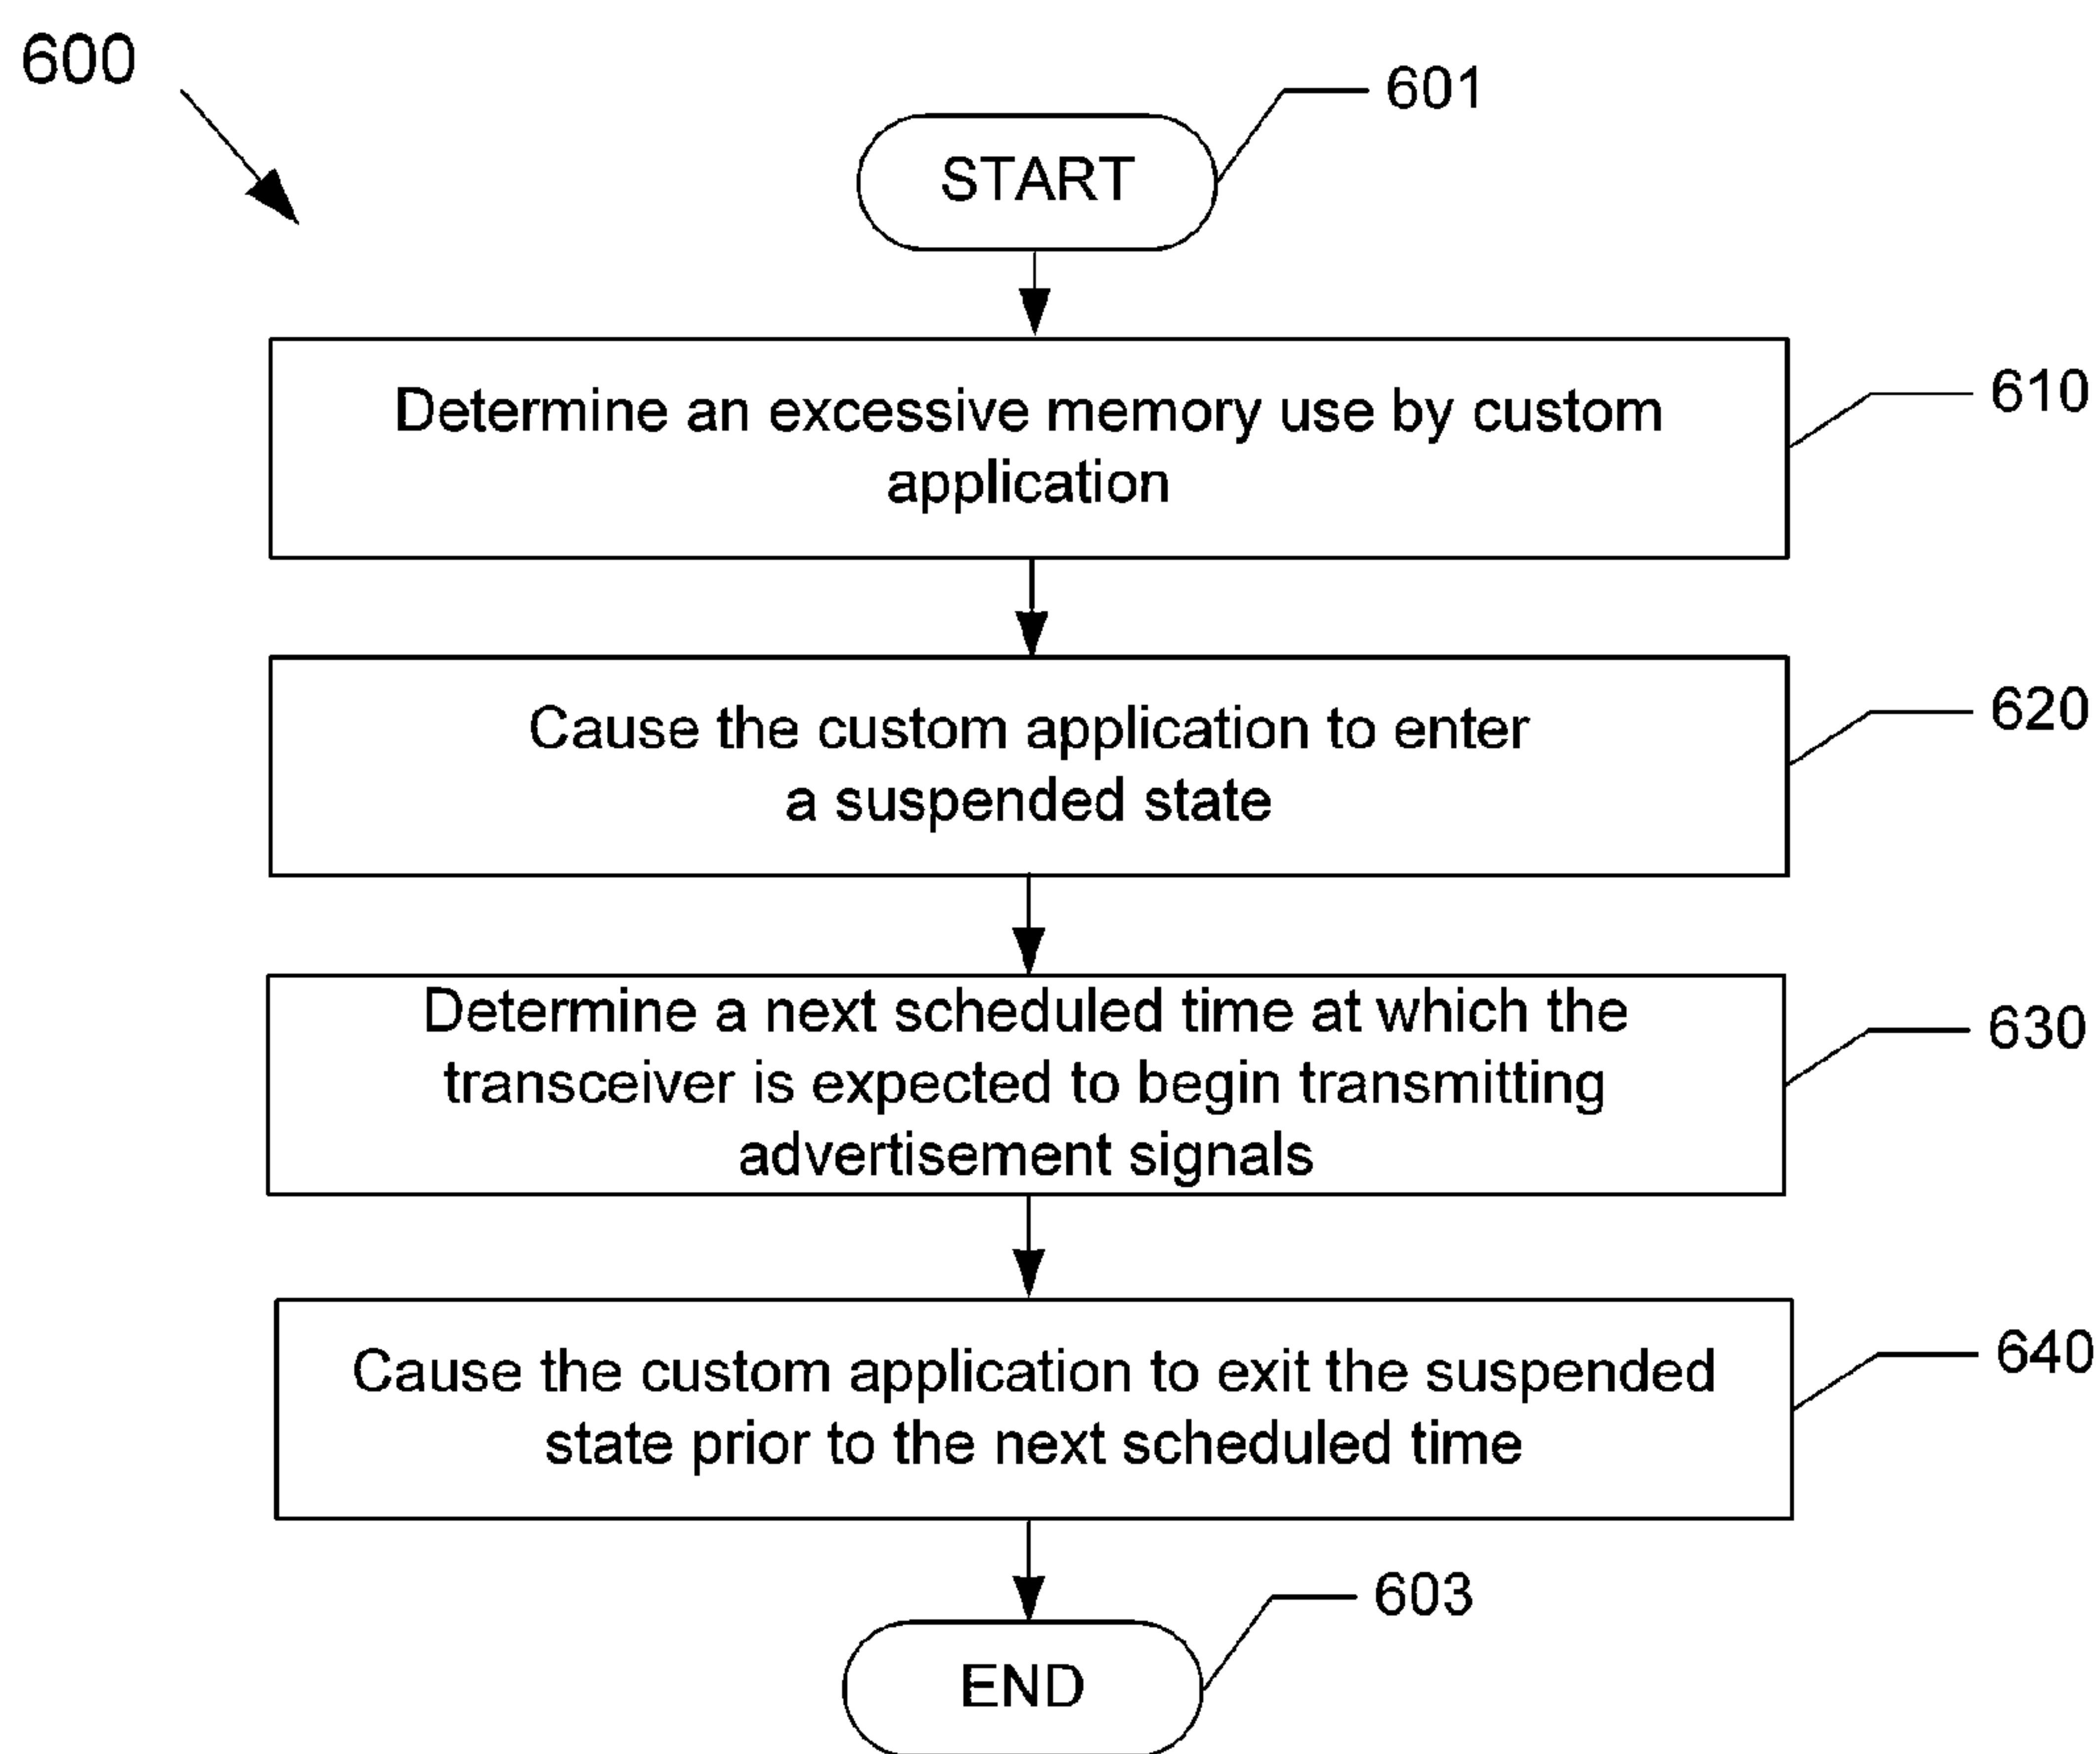 600
601
START
Determine an excessive memory use by custom
application
610
Cause the custom application to enter
a suspended state
620
Determine a next scheduled time at which the
transceiver is expected to begin transmitting
advertisement signals
630
Cause the custom application to exit the suspended
state prior to the next scheduled time
640
603
END